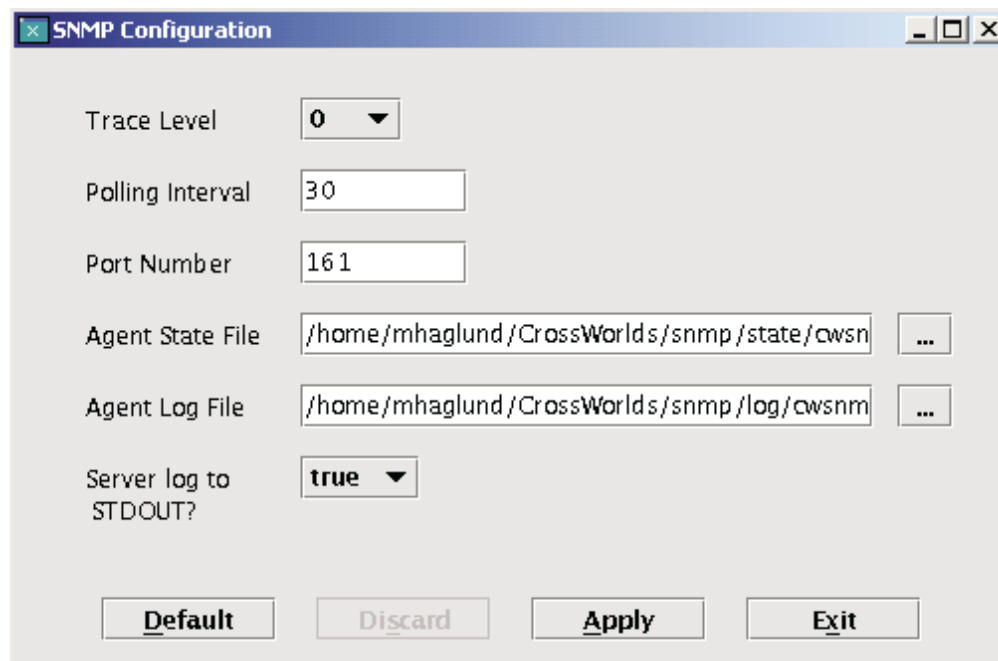 SNMP Configuration
Trace Level 0
Polling Interval 30
Port Number 161
Agent State File /home/mhaglund/CrossWorlds/snmp/state/cwsn ...
Agent Log File /home/mhaglund/CrossWorlds/snmp/log/cwsnm ...
Server log to true
STDOUT?
Default Discard Apply Exit